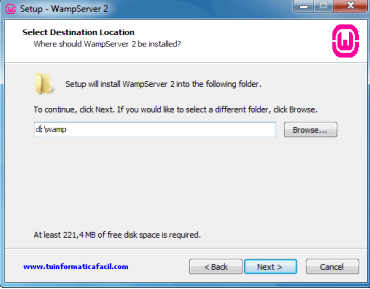 Setup - WampServer 2
Select Destination Location
Where should WampServer 2 be installed?
Setup will install WampServer 2 into the following folder.
To continue, click Next. If you would like to select a different folder, click Browse.
d:\wamp
Browse...
At least 221,4 MB of free disk space is required.
www.tuinformaticafacil.com
< Back
Next >
Cancel